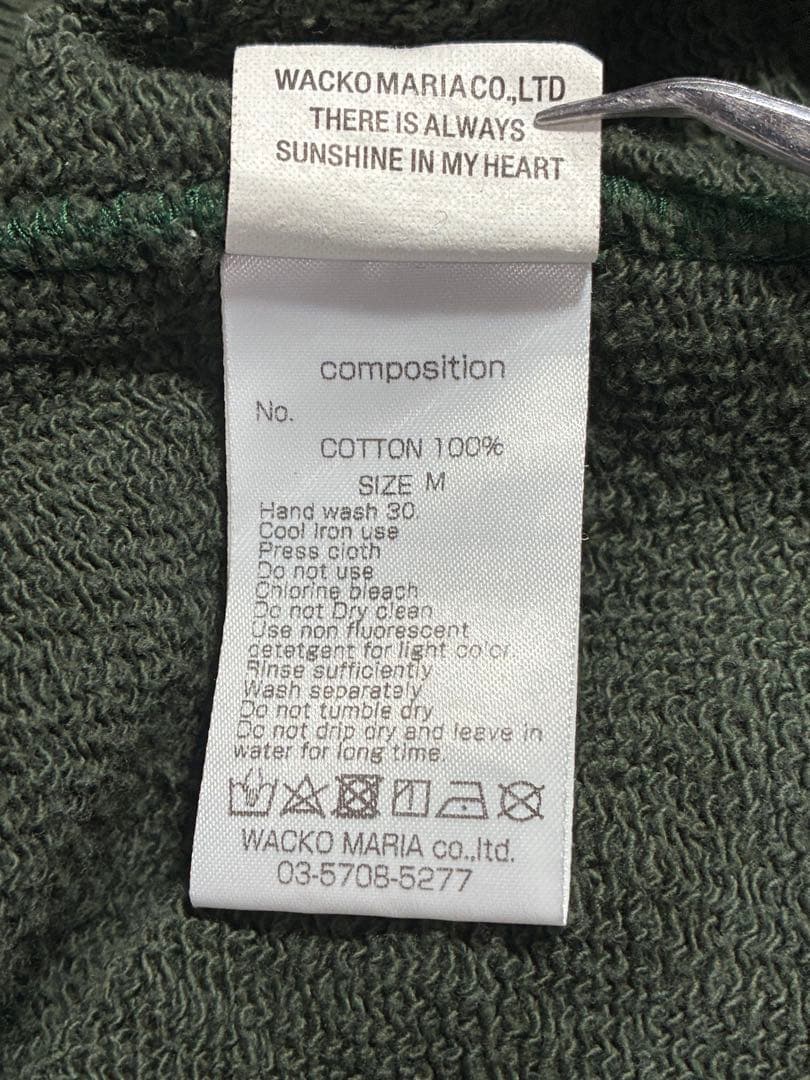 WACKO MARIA CO.,LTD
THERE IS ALWAYS
SUNSHINE IN MY HEART
composition
No.
COTTON 100%
SIZE M
Hand wash 30.
Cool Iron use
Press cloth
Do not use
Chlorine bleach
Do not Dry clean
Use non fluorescent
detetgent for light color.
Rinse sufficiently
Wash separately
Do not tumble dry
Do not drip dry and leave in
water for long time.
WACKO MARIA co.,ltd.
03-5708-5277